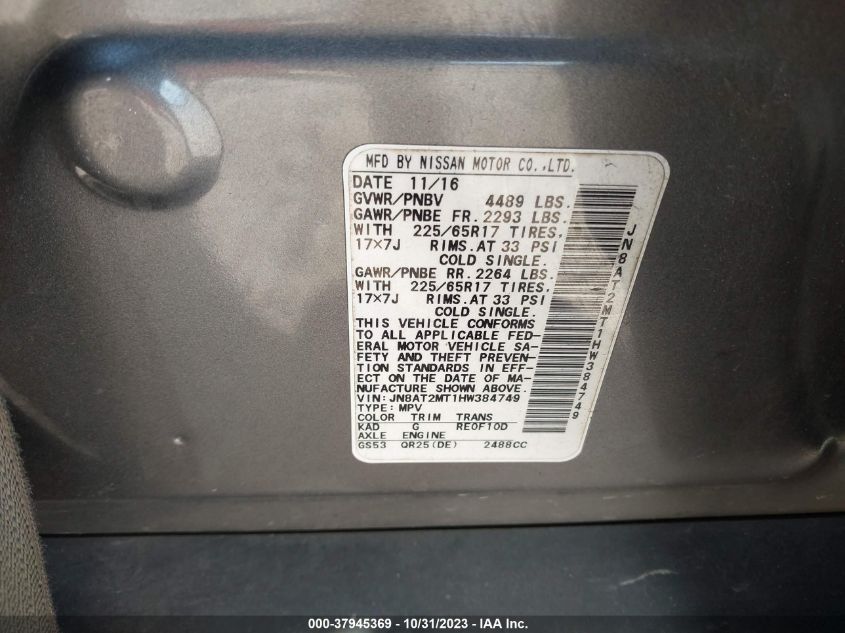 MFD BY NISSAN MOTOR CO.,LTD.
DATE 11/16
GVWR/PNBV 4489 LBS.
GAWR/PNBE FR. 2293 LBS.
WITH 225/65R17 TIRES.
17×7J RIMS.AT 33 PSI
COLD SINGLE.
GAWR/PNBE RR. 2264 LBS.
WITH 225/65R17 TIRES.
17×7J RIMS.AT 33 PSI
COLD SINGLE.
THIS VEHICLE CONFORMS
TO ALL APPLICABLE FED-
ERAL MOTOR VEHICLE SA-
FETY AND THEFT PREVEN-
TION STANDARDS IN EFF-
ECT ON THE DATE OF MA-
NUFACTURE SHOWN ABOVE.
VIN: JN8AT2MT1HW384749
TYPE: MPV
COLOR TRIM TRANS
KAD G RE0F10D
AXLE ENGINE
GS53 QR25(DE) 2488CC
JN8AT2MT1HW384749
000-37945369 - 10/31/2023 - IAA Inc.